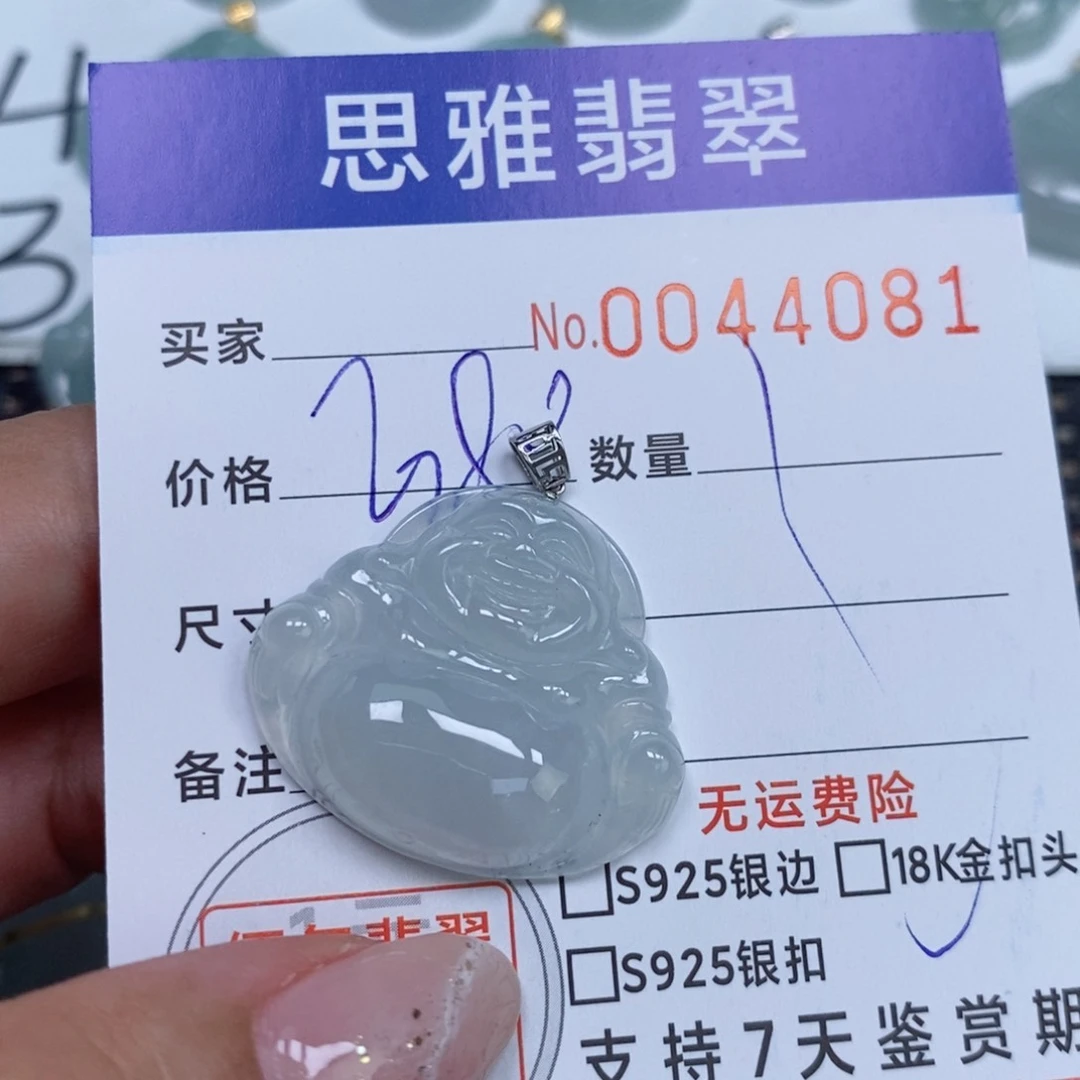 思雅翡翠
买家 No.0044081
价格 数量
尺寸
备注
无运费险
S925银边 18K金扣头
S925银扣
支持7天鉴赏期
4
3